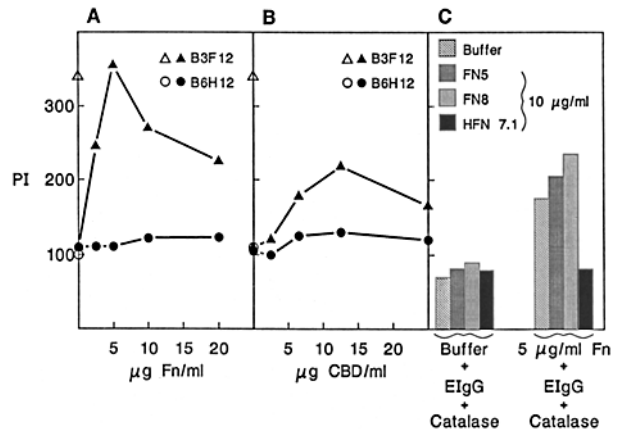 A
B
C
△▲ B3F12
○● B6H12
△▲ B3F12
○● B6H12
Buffer
FN5
FN8
HFN 7.1
10 µg/ml
PI
300
200
100
5 10 15 20
5 10 15 20
µg Fn/ml
µg CBD/ml
Buffer
+
EIgG
+
Catalase
5 µg/ml Fn
+
EIgG
+
Catalase